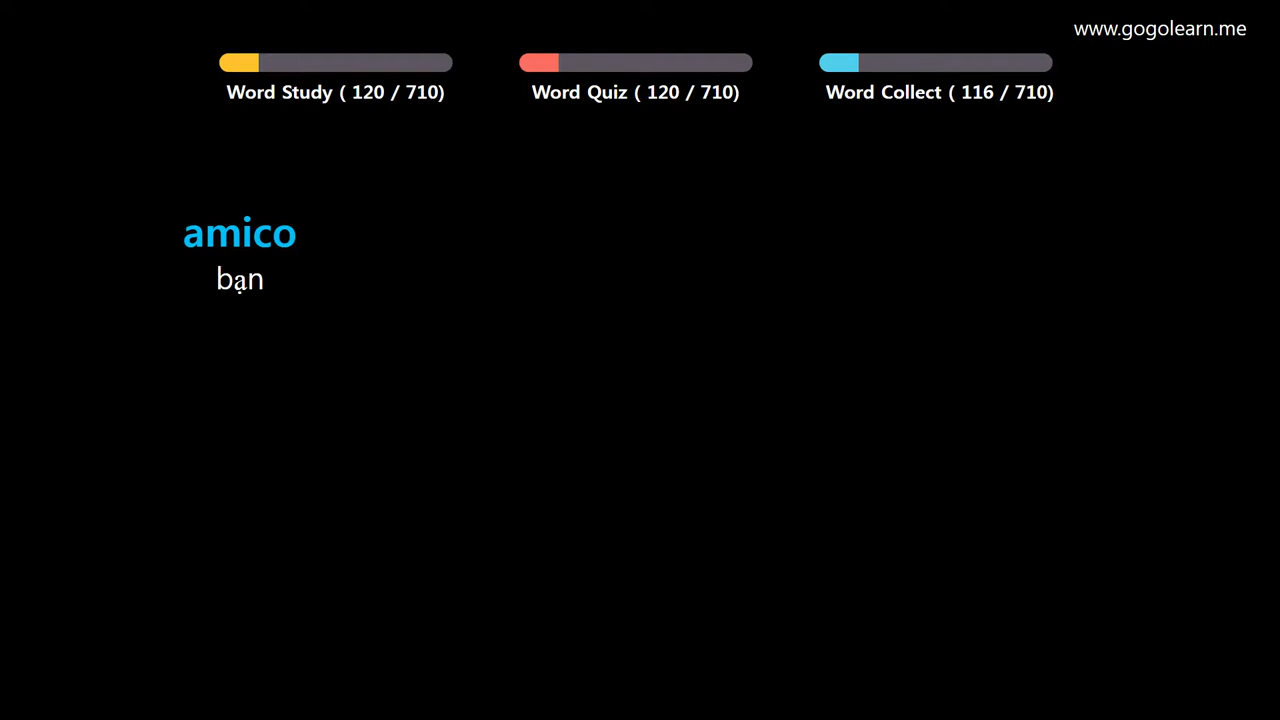 www.gogolearn.me
Word Study ( 120 / 710)
Word Quiz ( 120 / 710)
Word Collect ( 116 / 710)
amico
bạn